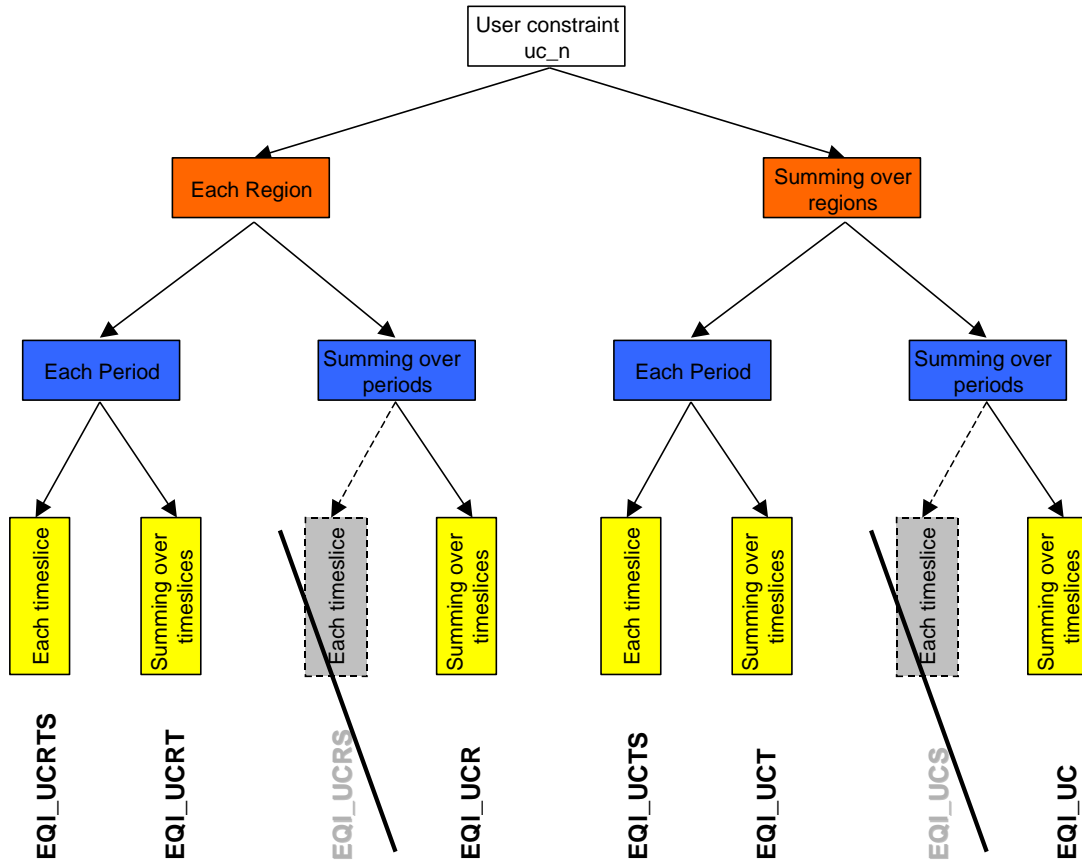 User constraint
uc_n
Each Region
Summing over
regions
Each Period
Summing over
periods
Each Period
Summing over
periods
Each timeslice
Summing over
timeslices
Each timeslice
Summing over
timeslices
Each timeslice
Summing over
timeslices
Each timeslice
Summing over
timeslices
EQI_UCRTS
EQI_UCRT
EQI_UCRS
EQI_UCR
EQI_UCTS
EQI_UCT
EQI_UCS
EQI_UC